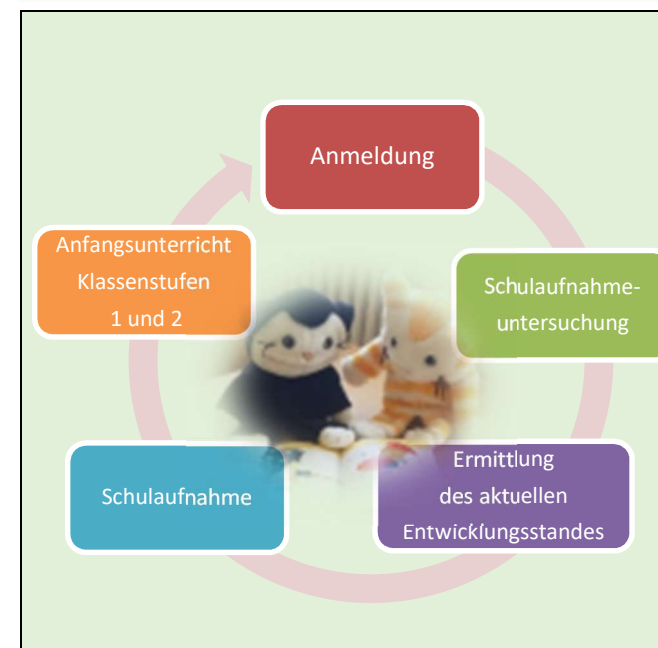 Anmeldung
Schulaufnahme-
untersuchung
Ermittlung
des aktuellen
Entwicklungsstandes
Schulaufnahme
Anfangsunterricht
Klassenstufen
1 und 2